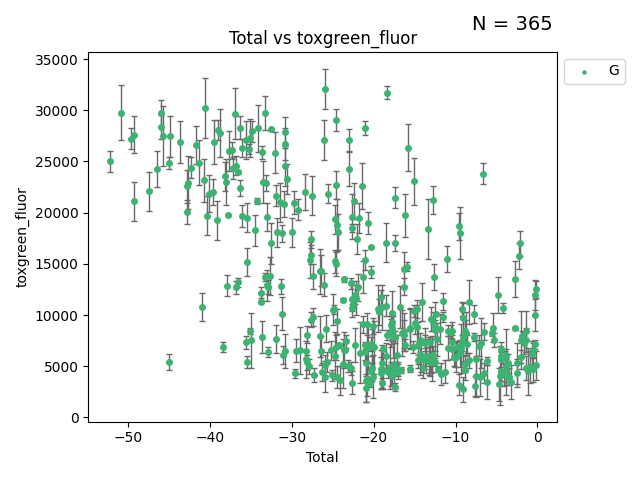 N = 365
Total vs toxgreen_fluor
G
toxgreen_fluor
35000
30000
25000
20000
15000
10000
5000
0
−50 −40 −30 −20 −10 0
Total